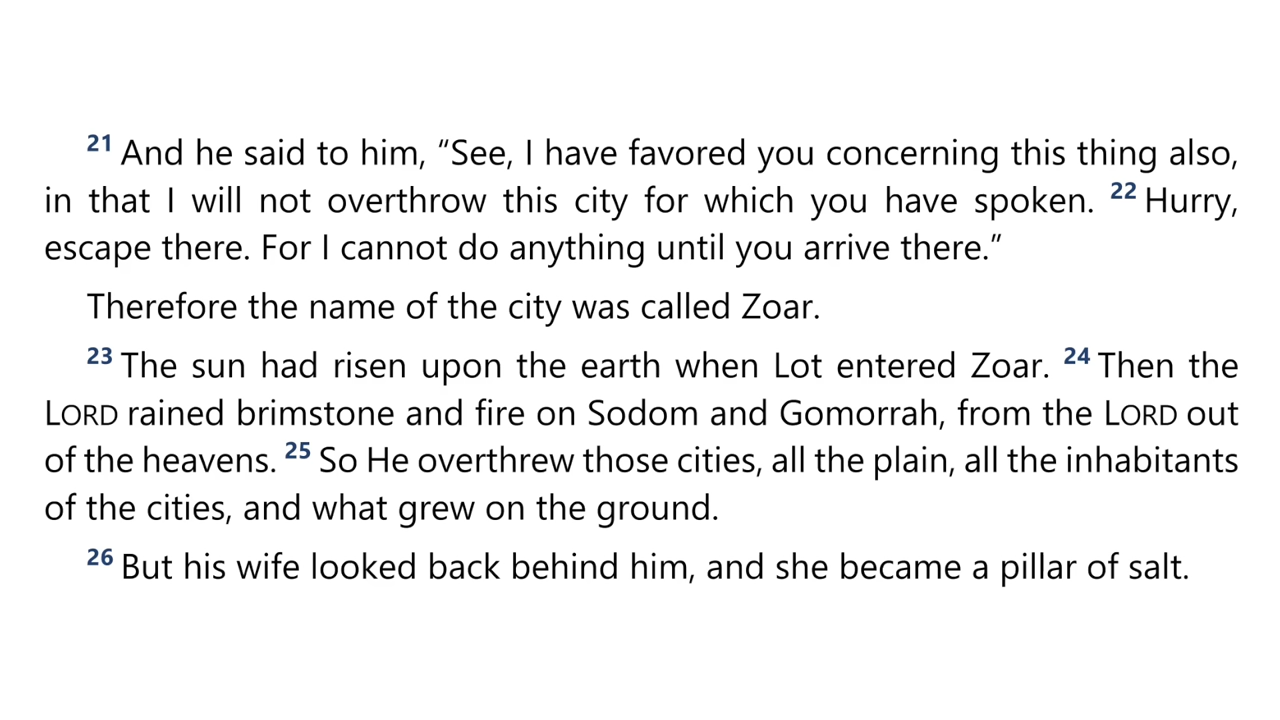 21 And he said to him, “See, I have favored you concerning this thing also,
in that I will not overthrow this city for which you have spoken. 22 Hurry,
escape there. For I cannot do anything until you arrive there.”
Therefore the name of the city was called Zoar.
23 The sun had risen upon the earth when Lot entered Zoar. 24 Then the
LORD rained brimstone and fire on Sodom and Gomorrah, from the LORD out
of the heavens. 25 So He overthrew those cities, all the plain, all the inhabitants
of the cities, and what grew on the ground.
26 But his wife looked back behind him, and she became a pillar of salt.